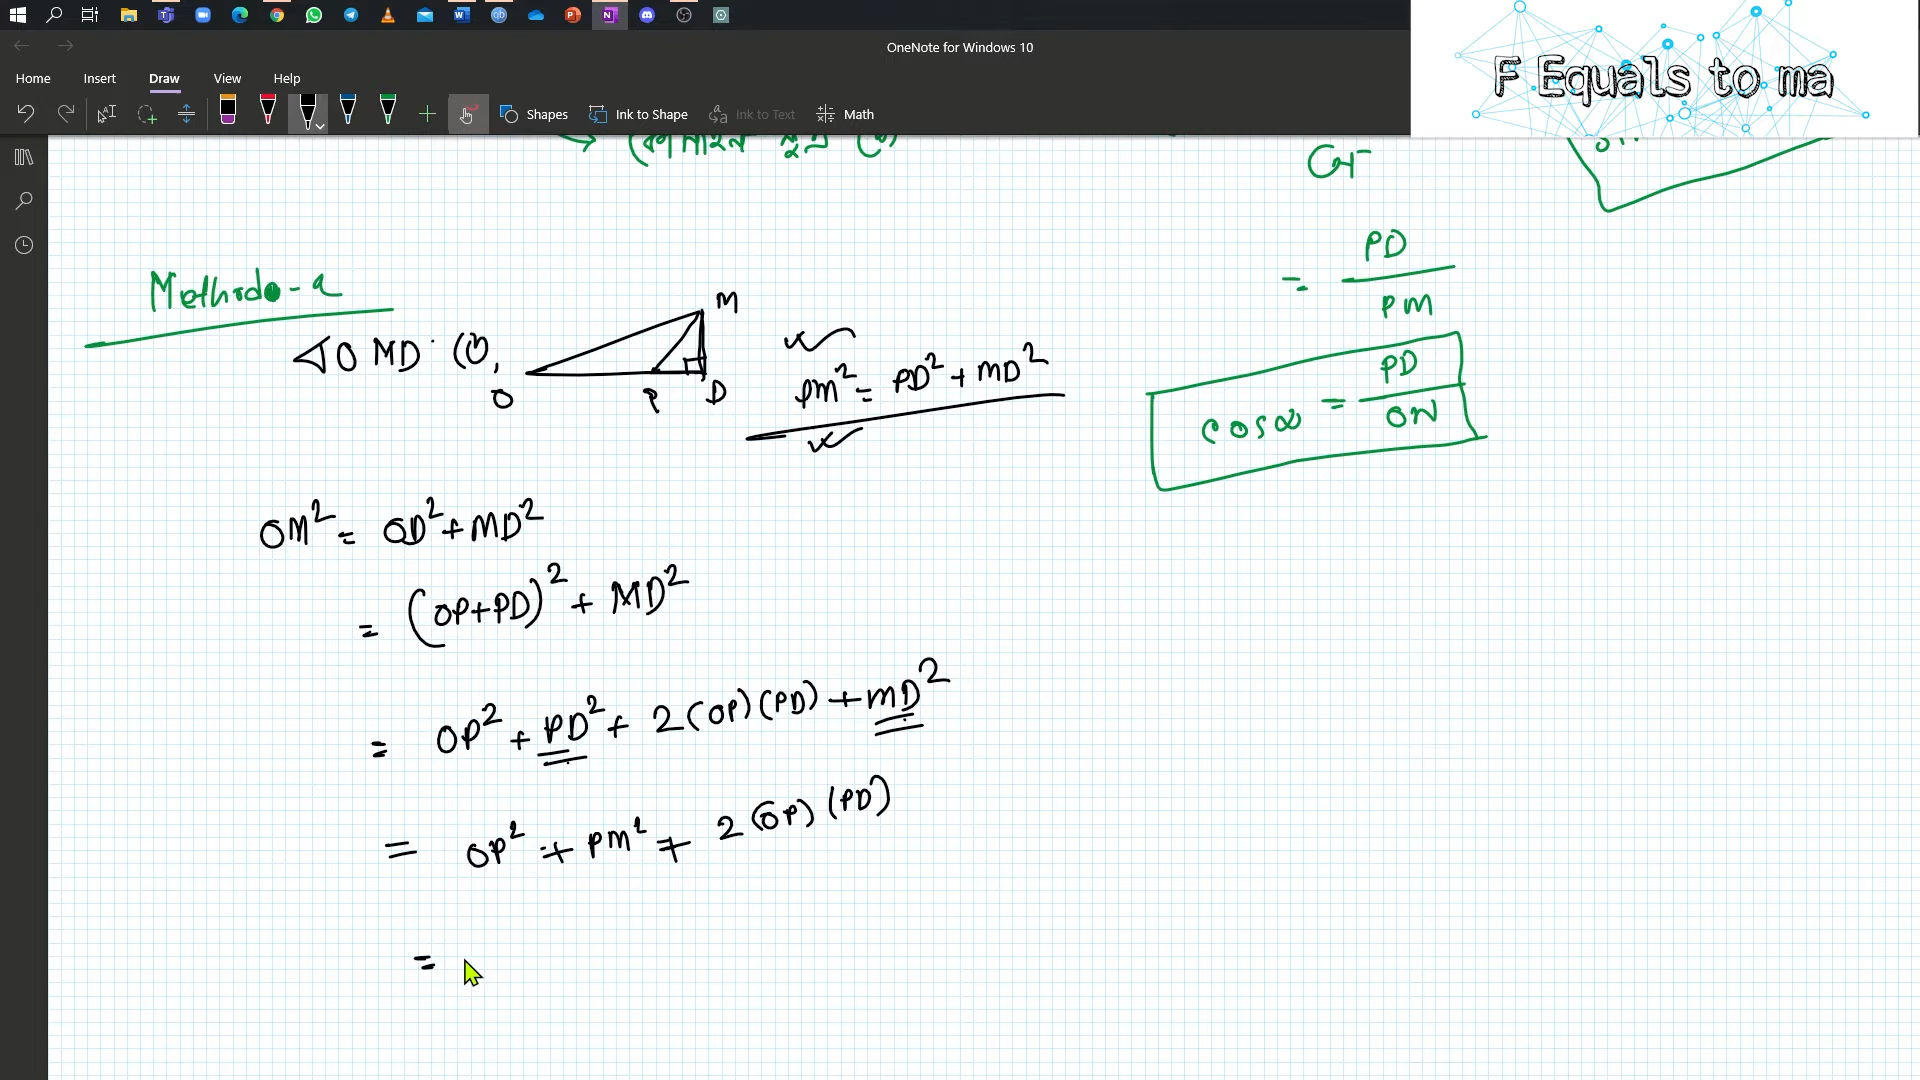 OneNote for Windows 10
F Equals to ma
Home Insert Draw View Help
Shapes Ink to Shape Ink to Text Math
= PD / PM
cos∝ = PD / ON
◁OMD
M
O P D
PM² = PD² + MD²
OM² = OD² + MD²
= (OP+PD)² + MD²
= OP² + PD² + 2(OP)(PD) + MD²
= OP² + PM² + 2(OP)(PD)
=